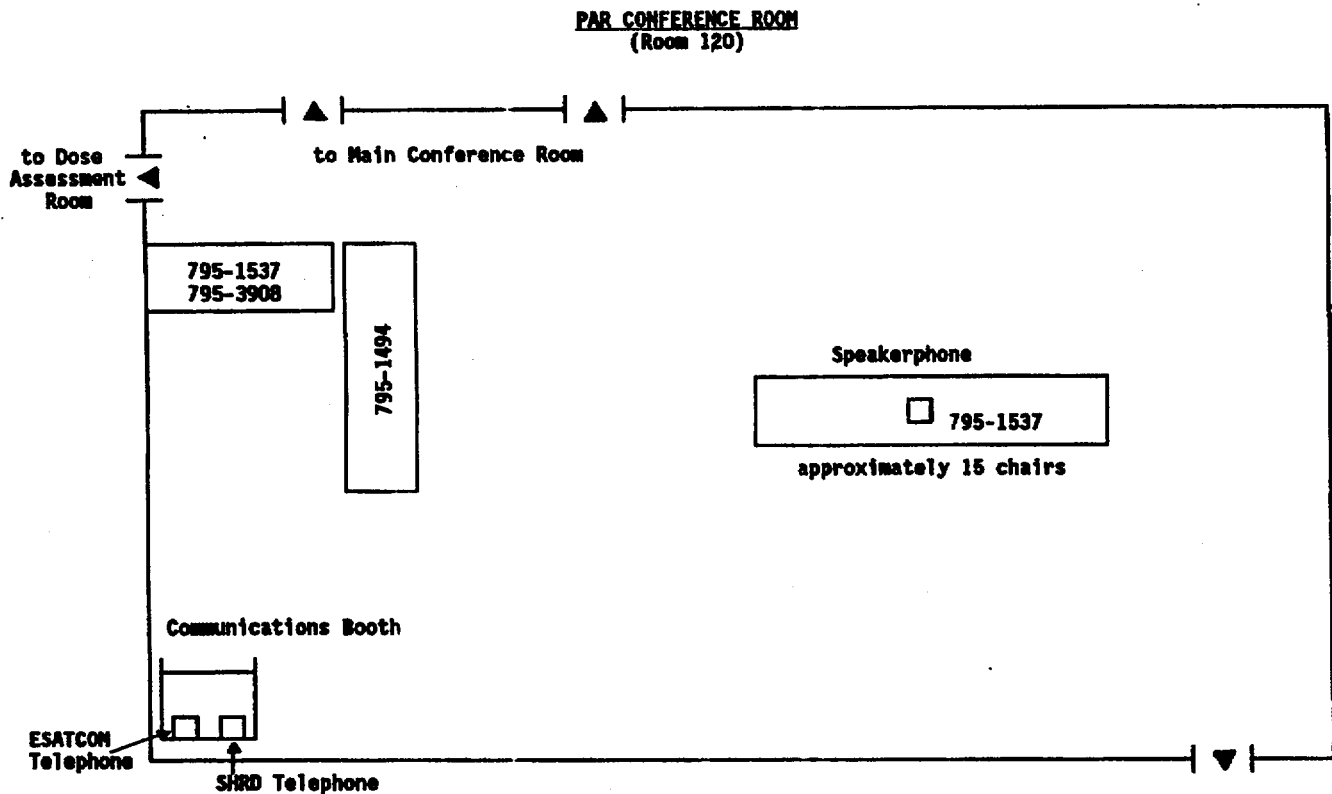 PAR CONFERENCE ROOM
(Room 120)
to Dose
Assessment
Room
to Main Conference Room
795-1537
795-3908
795-1494
Speakerphone
795-1537
approximately 15 chairs
Communications Booth
ESATCOM
Telephone
SHRD Telephone